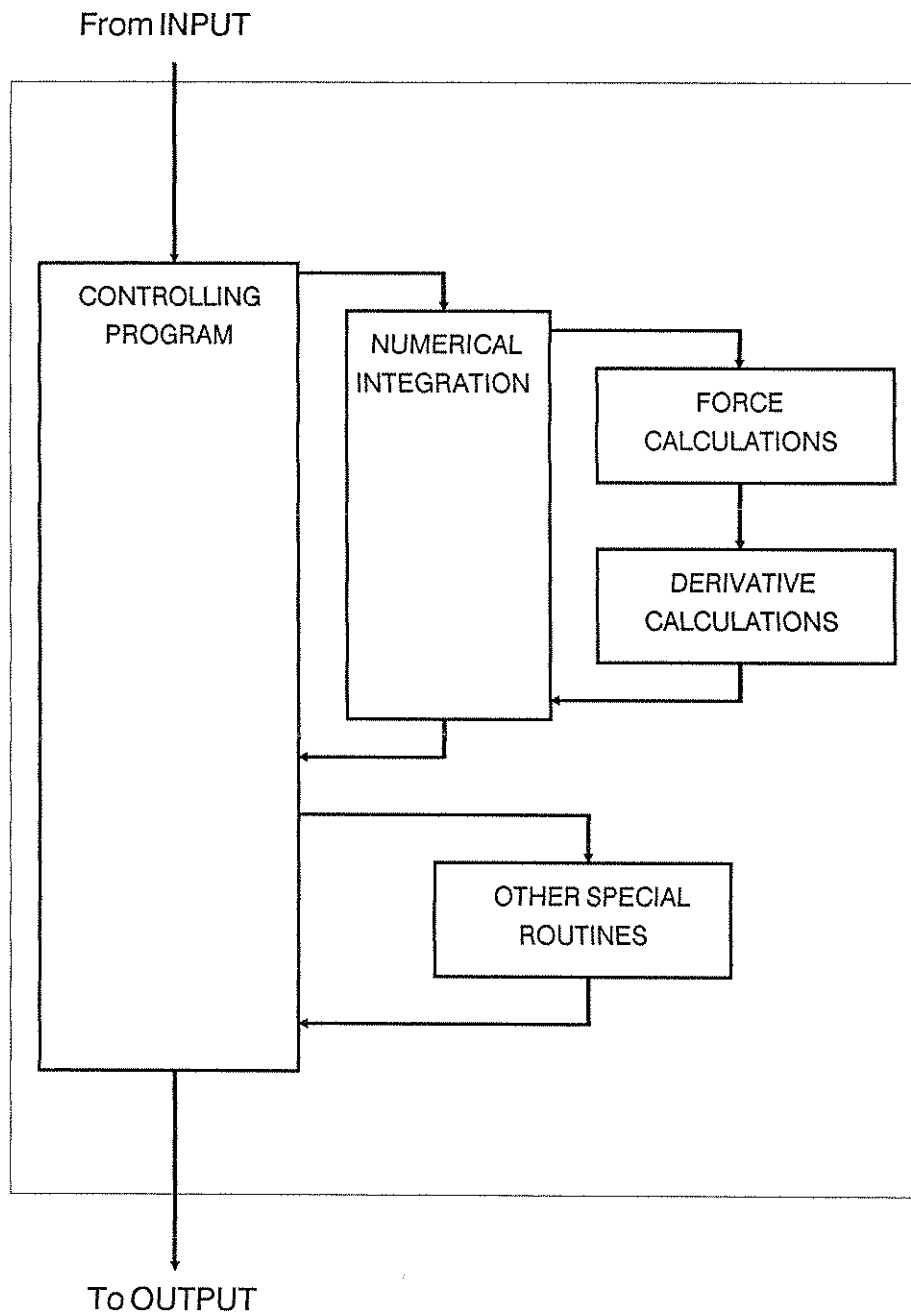 From INPUT
CONTROLLING
PROGRAM
NUMERICAL
INTEGRATION
FORCE
CALCULATIONS
DERIVATIVE
CALCULATIONS
OTHER SPECIAL
ROUTINES
To OUTPUT